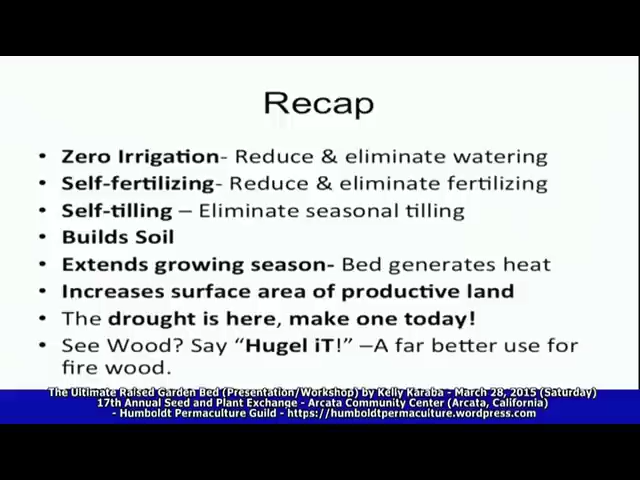 Recap
• Zero Irrigation- Reduce & eliminate watering
• Self-fertilizing- Reduce & eliminate fertilizing
• Self-tilling – Eliminate seasonal tilling
• Builds Soil
• Extends growing season- Bed generates heat
• Increases surface area of productive land
• The drought is here, make one today!
• See Wood? Say “Hugel iT!” –A far better use for
fire wood.
The Ultimate Raised Garden Bed (Presentation/Workshop) by Kelly Karaba - March 28, 2015 (Saturday)
17th Annual Seed and Plant Exchange - Arcata Community Center (Arcata, California)
- Humboldt Permaculture Guild - https://humboldtpermaculture.wordpress.com